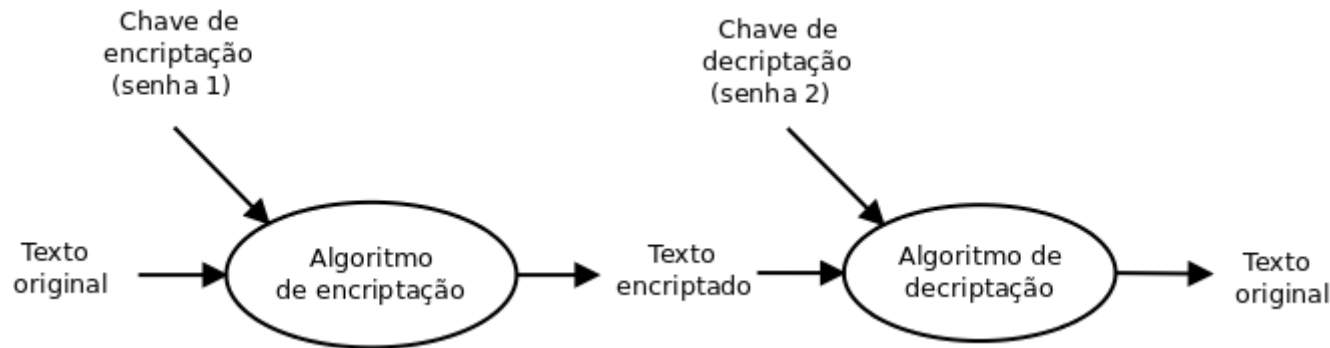 Chave de
encriptação
(senha 1)
Chave de
decriptação
(senha 2)
Texto
original
Algoritmo
de encriptação
Texto
encriptado
Algoritmo de
decriptação
Texto
original